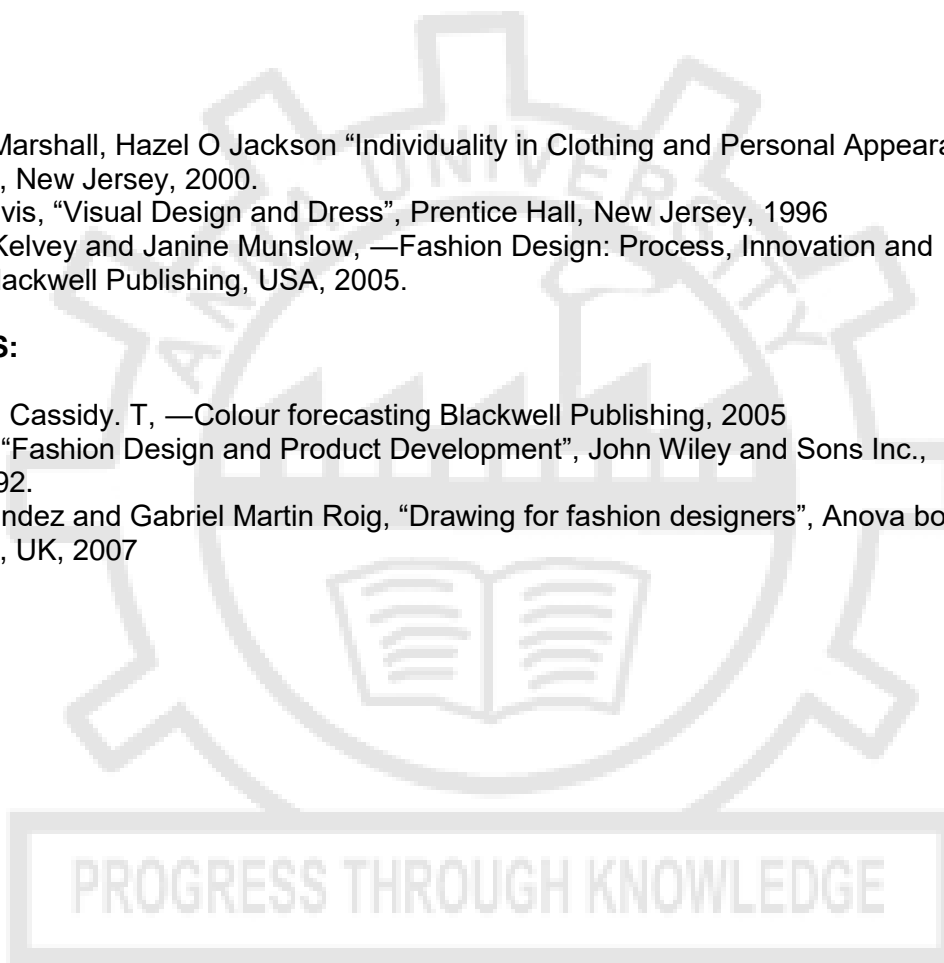 Marshall, Hazel O Jackson “Individuality in Clothing and Personal Appeara
, New Jersey, 2000.
vis, “Visual Design and Dress”, Prentice Hall, New Jersey, 1996
Kelvey and Janine Munslow, ―Fashion Design: Process, Innovation and
lackwell Publishing, USA, 2005.
S:
Cassidy. T, ―Colour forecasting Blackwell Publishing, 2005
“Fashion Design and Product Development”, John Wiley and Sons Inc.,
92.
ndez and Gabriel Martin Roig, “Drawing for fashion designers”, Anova bo
, UK, 2007
ANNA UNIVERSITY
PROGRESS THROUGH KNOWLEDGE